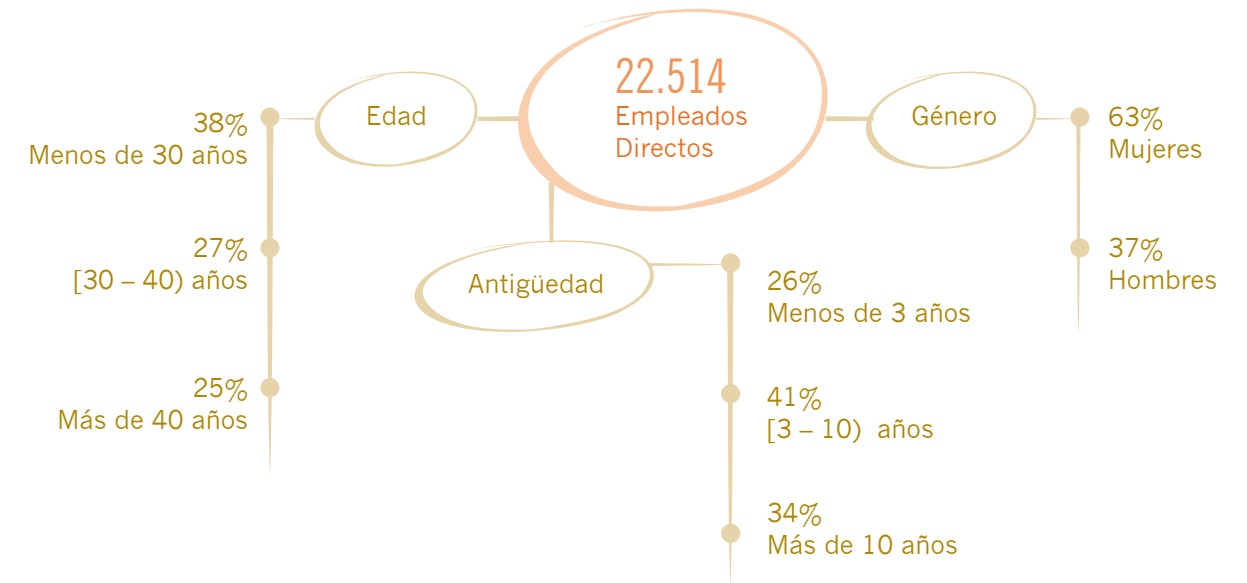 22.514
Empleados
Directos
Edad
38%
Menos de 30 años
27%
[30 – 40) años
25%
Más de 40 años
Antigüedad
26%
Menos de 3 años
41%
[3 – 10) años
34%
Más de 10 años
Género
63%
Mujeres
37%
Hombres